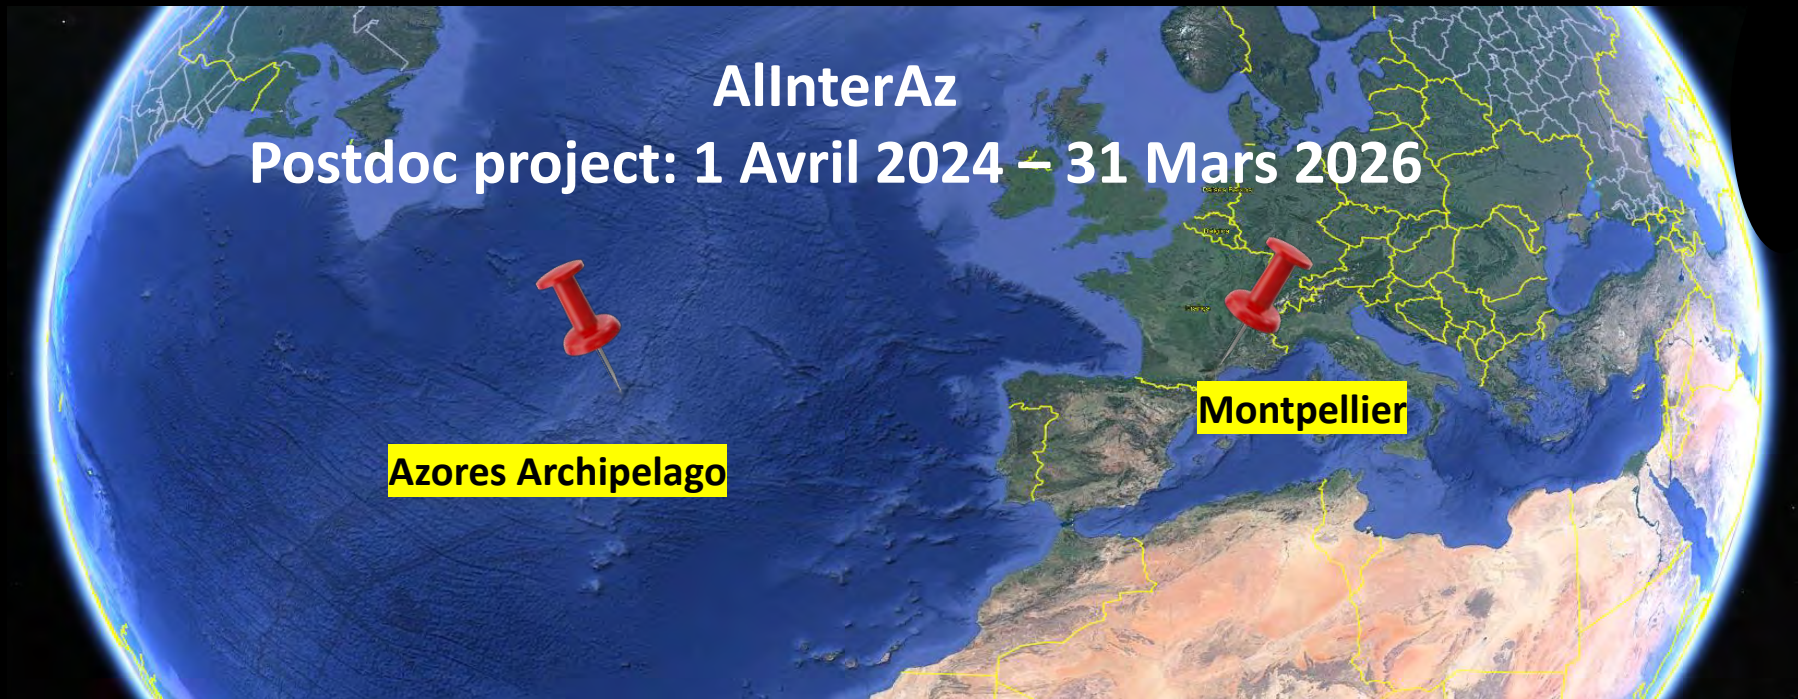 AlInterAz
Postdoc project: 1 Avril 2024 – 31 Mars 2026
Montpellier
Azores Archipelago